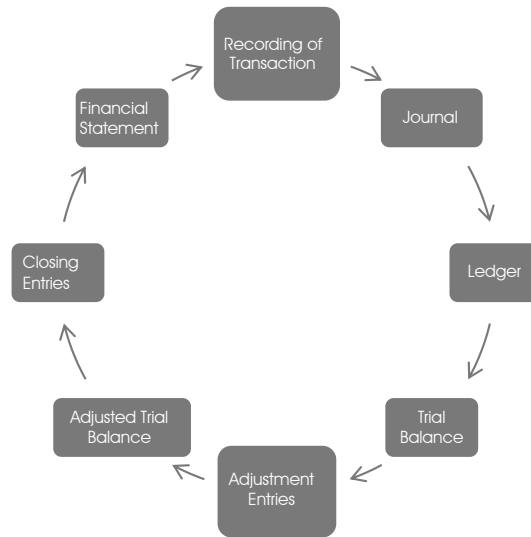 Recording of
Transaction
Journal
Ledger
Trial
Balance
Adjustment
Entries
Adjusted Trial
Balance
Closing
Entries
Financial
Statement